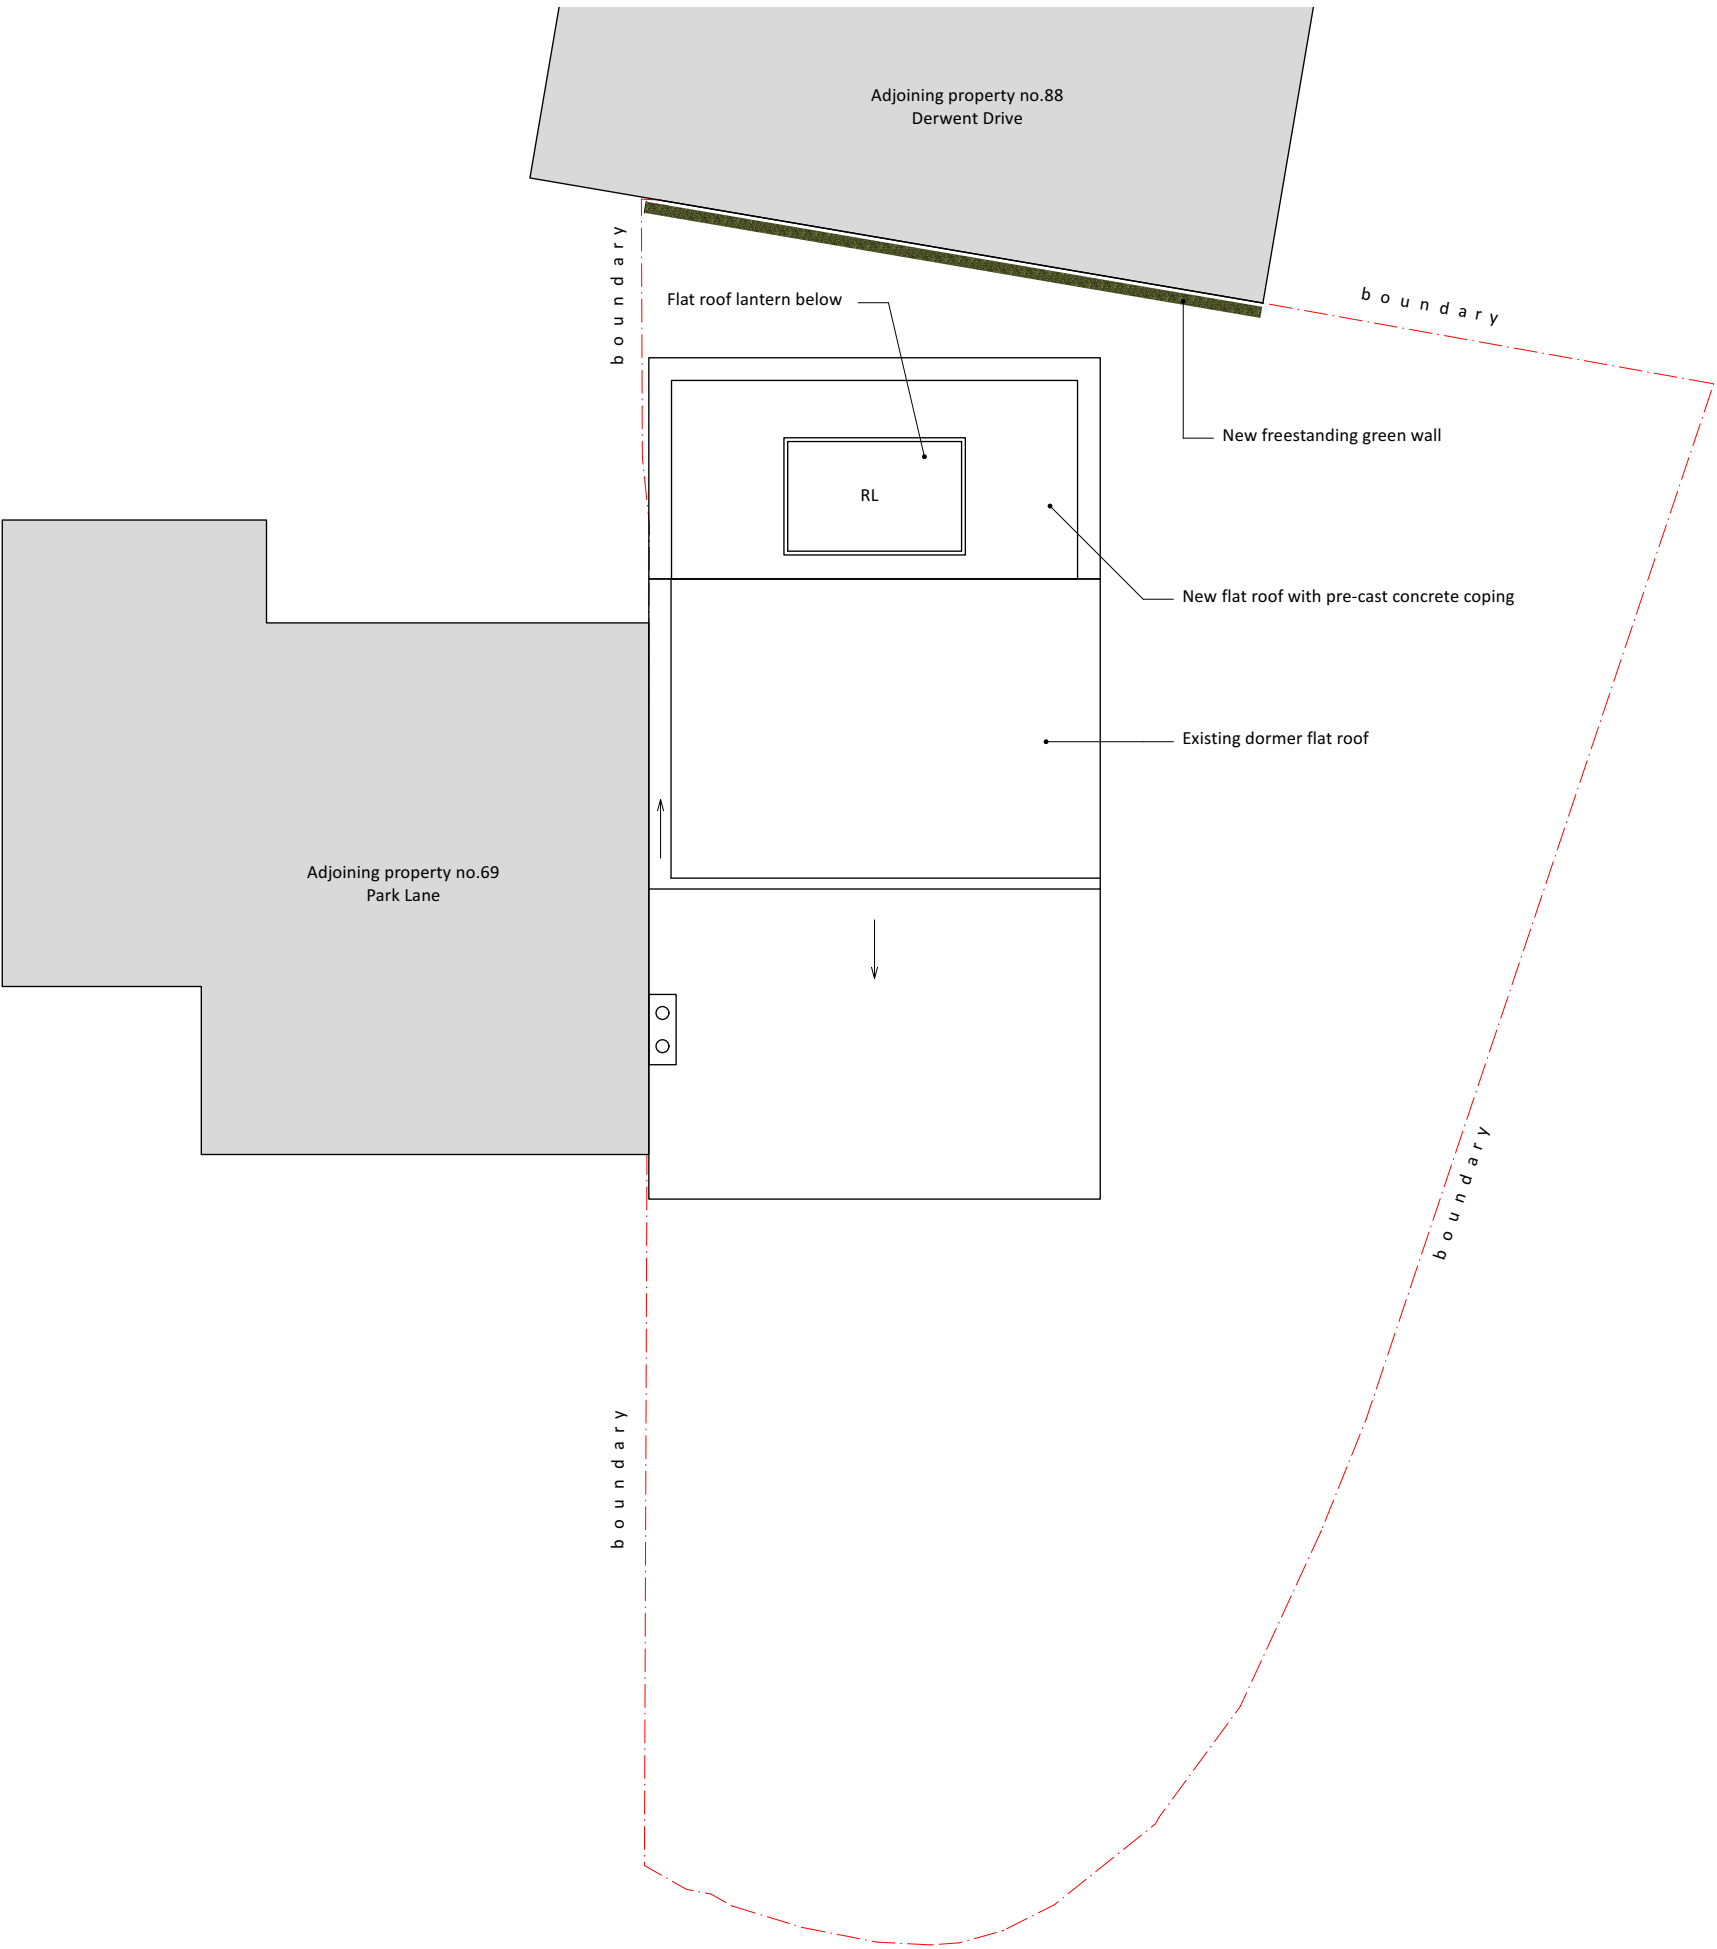 Adjoining property no.88
Derwent Drive
boundary
boundary
Flat roof lantern below
New freestanding green wall
RL
New flat roof with pre-cast concrete coping
Existing dormer flat roof
Adjoining property no.69
Park Lane
boundary
boundary